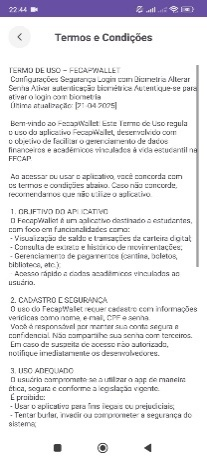 22:44
Termos e Condições
TERMO DE USO – FECAPWALLET
Configurações Segurança Login com Biometria Alterar
Senha Ativar autenticação biométrica Autentique-se para
ativar o login com biometria
Última atualização: [21-04-2025]
Bem-vindo ao FecapWallet! Este Termo de Uso regula
o uso do aplicativo FecapWallet, desenvolvido com
o objetivo de facilitar o gerenciamento de dados
financeiros e acadêmicos vinculados à vida estudantil na
FECAP.
Ao acessar ou usar o aplicativo, você concorda com
os termos e condições abaixo. Caso não concorde,
recomendamos que não utilize o aplicativo.
1. OBJETIVO DO APLICATIVO
O FecapWallet é um aplicativo destinado a estudantes,
com foco em funcionalidades como:
- Visualização de saldo e transações da carteira digital;
- Consulta de extrato e histórico de movimentações;
- Gerenciamento de pagamentos (cantina, boletos,
biblioteca, etc.);
- Acesso rápido a dados acadêmicos vinculados ao
usuário.
2. CADASTRO E SEGURANÇA
O uso do FecapWallet requer cadastro com informações
verídicas como nome, e-mail, CPF e senha.
Você é responsável por manter sua conta segura e
confidencial. Não compartilhe sua senha com terceiros.
Em caso de suspeita de acesso não autorizado,
notifique imediatamente os desenvolvedores.
3. USO ADEQUADO
O usuário compromete-se a utilizar o app de maneira
ética, segura e conforme a legislação vigente.
É proibido:
- Usar o aplicativo para fins ilegais ou prejudiciais;
- Tentar burlar, invadir ou comprometer a segurança do
sistema;